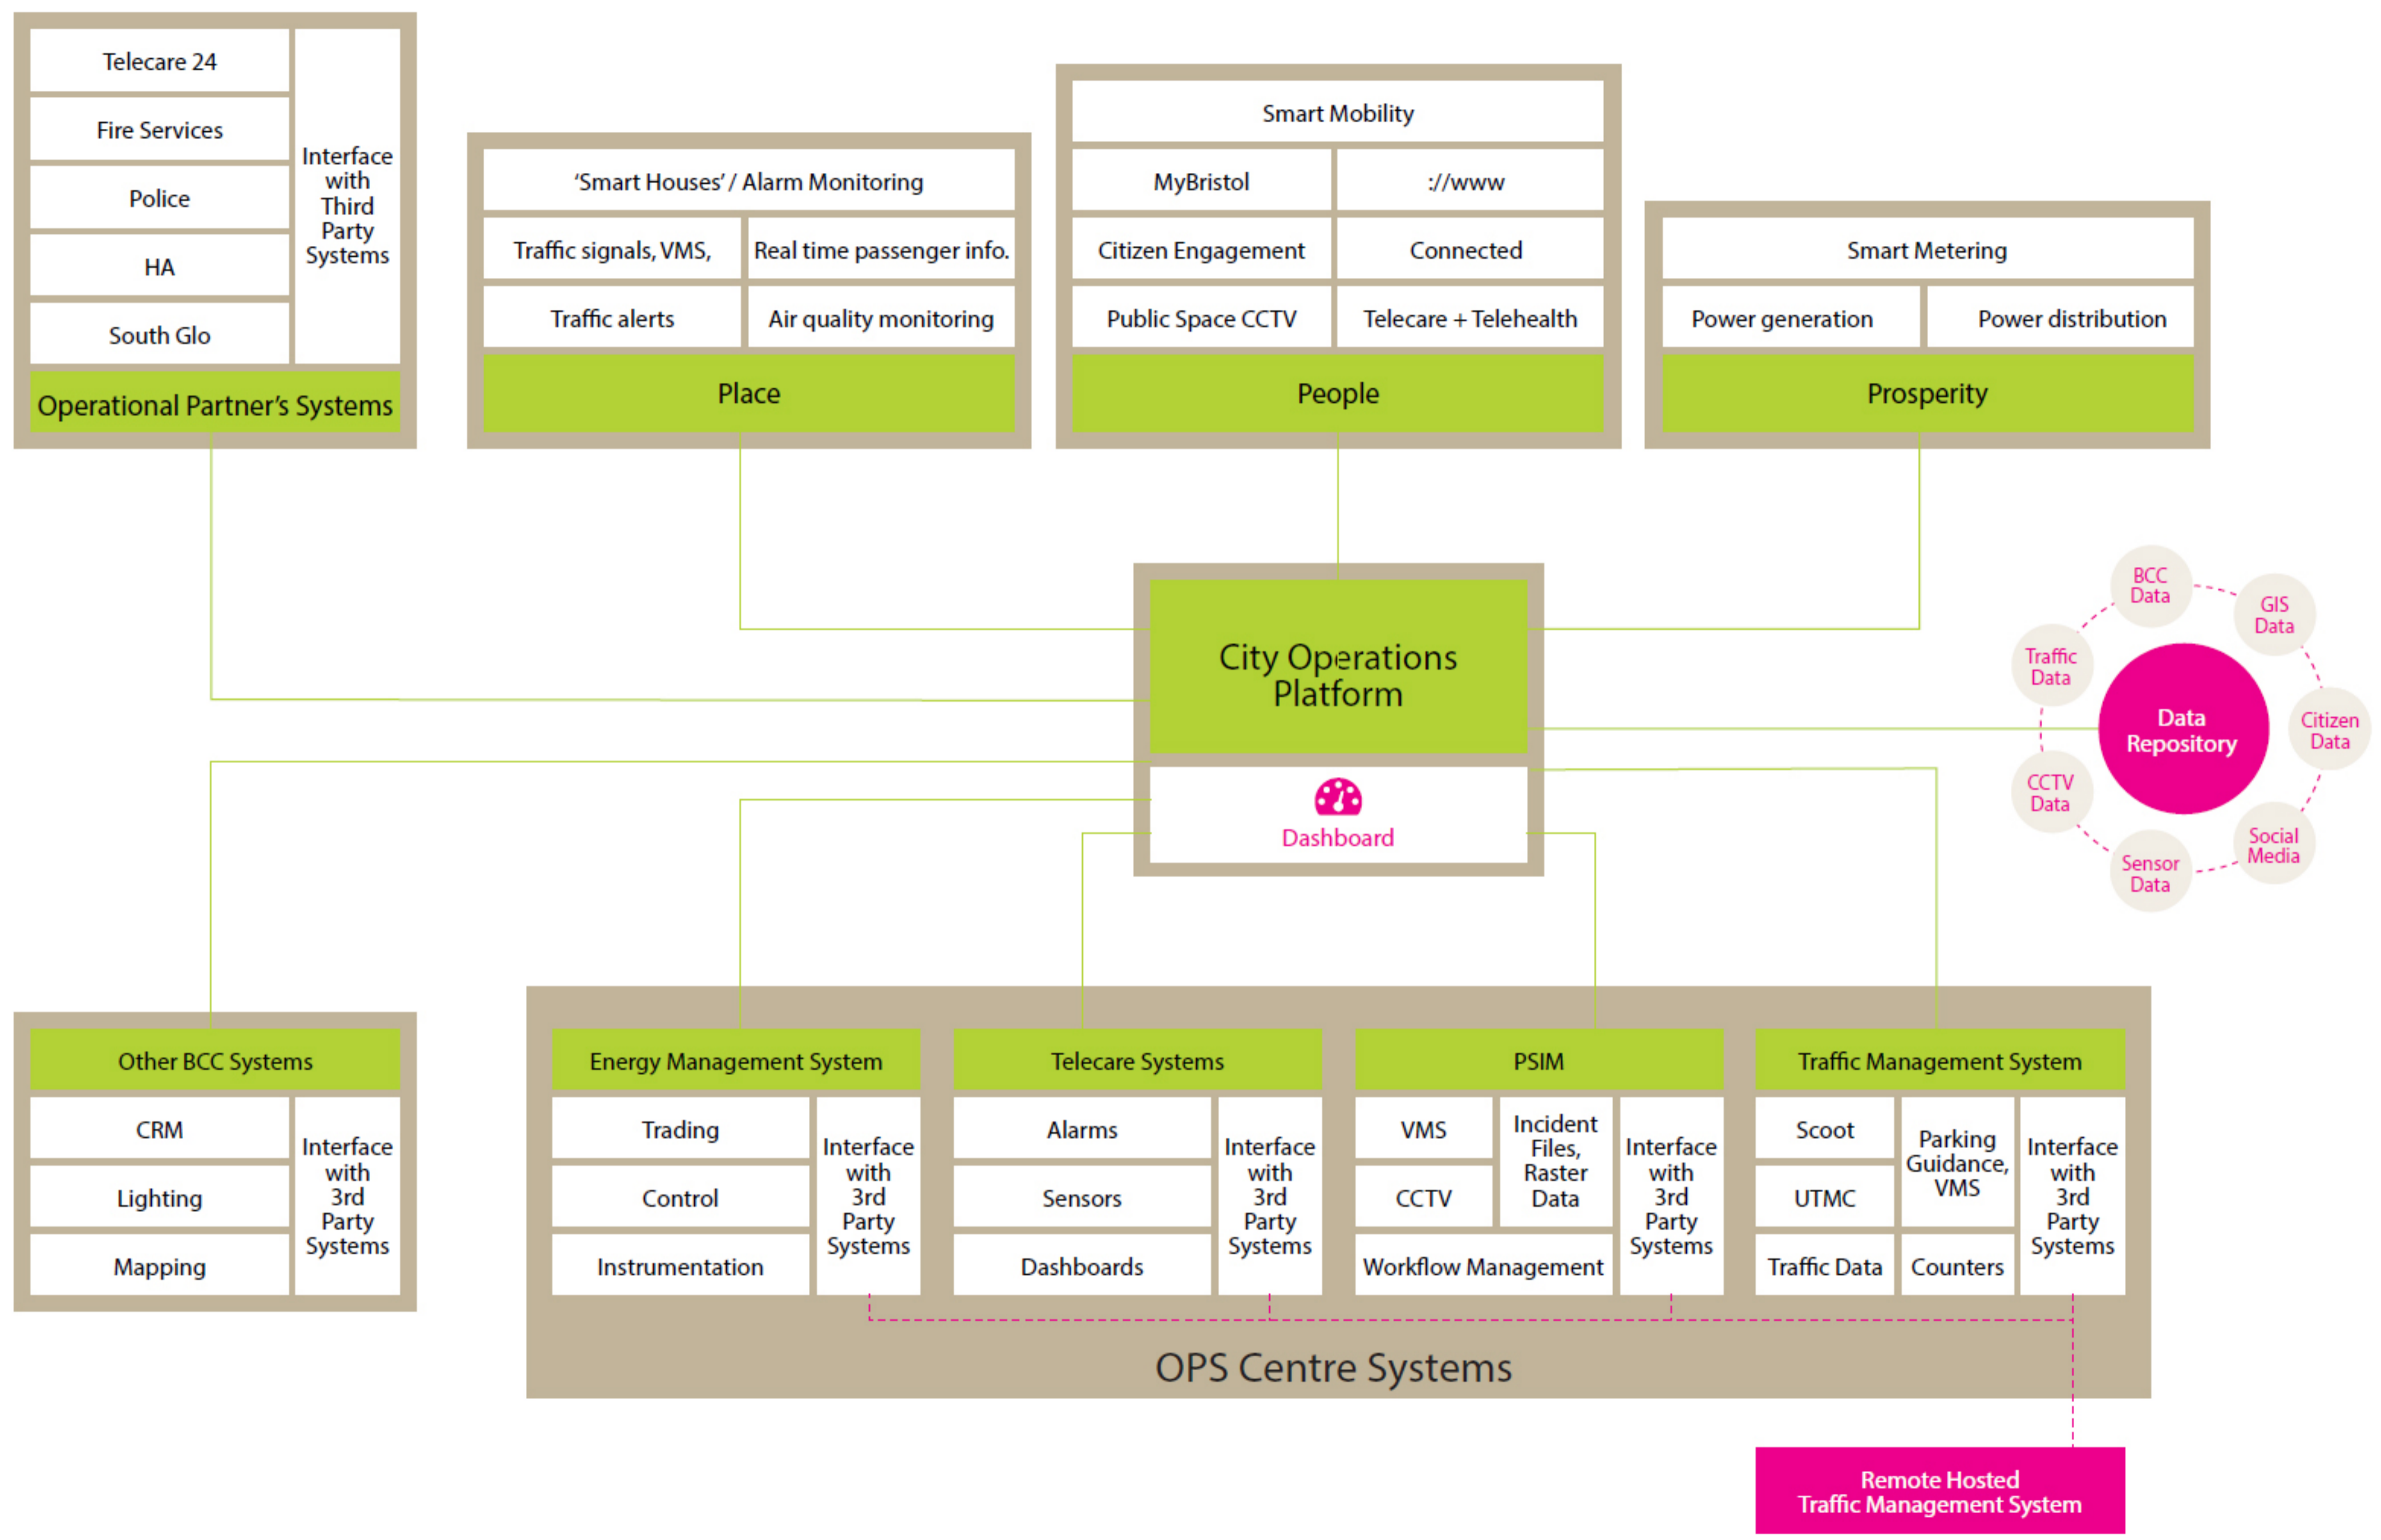 Telecare 24
Fire Services
Police
HA
South Glo
Interface
with
Third
Party
Systems
Operational Partner’s Systems
‘Smart Houses’ / Alarm Monitoring
Traffic signals, VMS,
Real time passenger info.
Traffic alerts
Air quality monitoring
Place
Smart Mobility
MyBristol
://www
Citizen Engagement
Connected
Public Space CCTV
Telecare + Telehealth
People
Smart Metering
Power generation
Power distribution
Prosperity
City Operations
Platform
Dashboard
BCC
Data
GIS
Data
Traffic
Data
Data
Repository
Citizen
Data
CCTV
Data
Social
Media
Sensor
Data
Other BCC Systems
CRM
Lighting
Mapping
Interface
with
3rd
Party
Systems
Energy Management System
Trading
Control
Instrumentation
Interface
with
3rd
Party
Systems
Telecare Systems
Alarms
Sensors
Dashboards
Interface
with
3rd
Party
Systems
PSIM
VMS
CCTV
Incident
Files,
Raster
Data
Workflow Management
Interface
with
3rd
Party
Systems
Traffic Management System
Scoot
UTMC
Traffic Data
Parking
Guidance,
VMS
Counters
Interface
with
3rd
Party
Systems
OPS Centre Systems
Remote Hosted
Traffic Management System